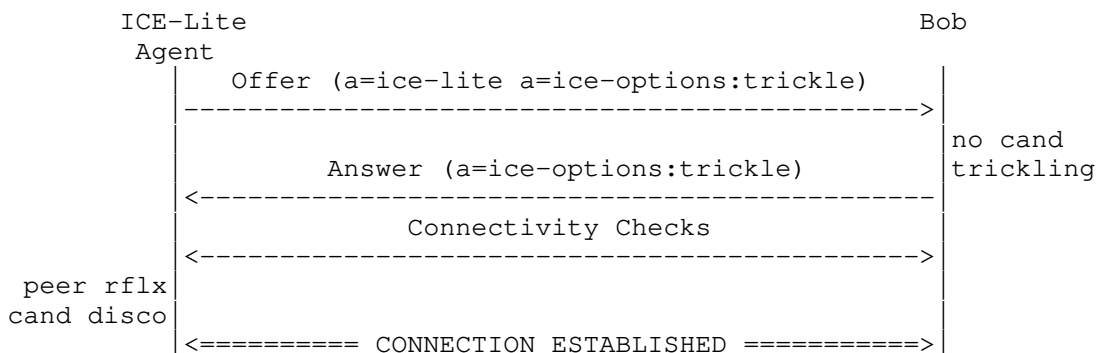 ICE-Lite Bob
Agent
Offer (a=ice-lite a=ice-options:trickle)
no cand
Answer (a=ice-options:trickle) trickling
Connectivity Checks
peer rflx
cand disco
CONNECTION ESTABLISHED